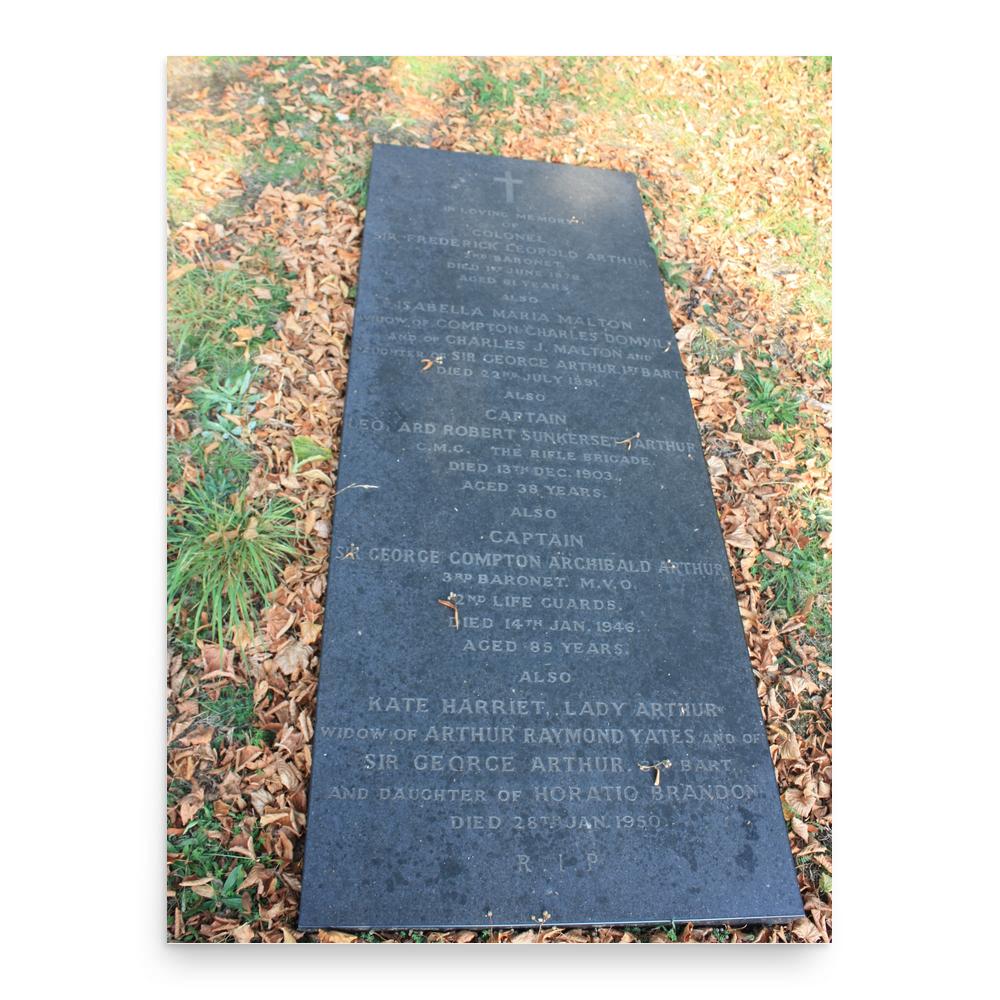 IN LOVING MEMORY
OF
COLONEL
SIR FREDERICK LEOPOLD ARTHUR
2ND BARONET.
DIED 1ST JUNE 1878
AGED 61 YEARS.
ALSO
ISABELLA MARIA MALTON
WIDOW OF COMPTON CHARLES DOMVILL
AND OF CHARLES J. MALTON AND
DAUGHTER OF SIR GEORGE ARTHUR, 1ST BART.
DIED 22ND JULY 1891.
ALSO
CAPTAIN
LEO. ARD ROBERT SUNKERSETT ARTHUR
C.M.G. THE RIFLE BRIGADE.
DIED 13TH DEC. 1903.
AGED 38 YEARS.
ALSO
CAPTAIN
SIR GEORGE COMPTON ARCHIBALD ARTHUR
3RD BARONET. M.V.O.
2ND LIFE GUARDS.
DIED 14TH JAN. 1946.
AGED 85 YEARS.
ALSO
KATE HARRIET, LADY ARTHUR
WIDOW OF ARTHUR RAYMOND YATES AND OF
SIR GEORGE ARTHUR, BART.
AND DAUGHTER OF HORATIO BRANDON
DIED 28TH JAN. 1950.
R I P